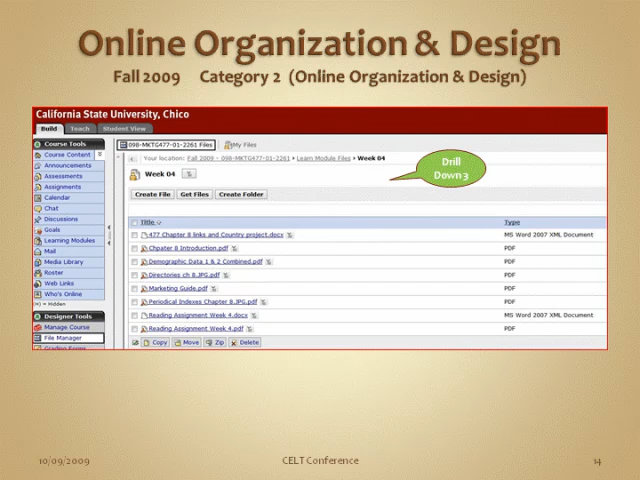 Online Organization & Design
Fall 2009 Category 2 (Online Organization & Design)
California State University, Chico
Build Teach Student View
Course Tools
Course Content
Announcements
Assessments
Assignments
Calendar
Chat
Discussions
Goals
Learning Modules
Mail
Media Library
Roster
Web Links
Who's Online
= Hidden
Designer Tools
Manage Course
File Manager
Grading Forms
098-MKTG477-01-2261 Files My Files
Your location: Fall 2009 - 098-MKTG477-01-2261 › Learn Module Files › Week 04
Week 04
Drill
Down 3
Create File Get Files Create Folder
Title Type
477 Chapter 8 links and Country project.docx MS Word 2007 XML Document
Chpater 8 Introduction.pdf PDF
Demographic Data 1 & 2 Combined.pdf PDF
Directories ch 8.JPG.pdf PDF
Marketing Guide.pdf PDF
Periodical Indexes Chapter 8.JPG.pdf PDF
Reading Assignment Week 4.docx MS Word 2007 XML Document
Reading Assignment Week 4.pdf PDF
Copy Move Zip Delete
10/09/2009 CELT Conference 14